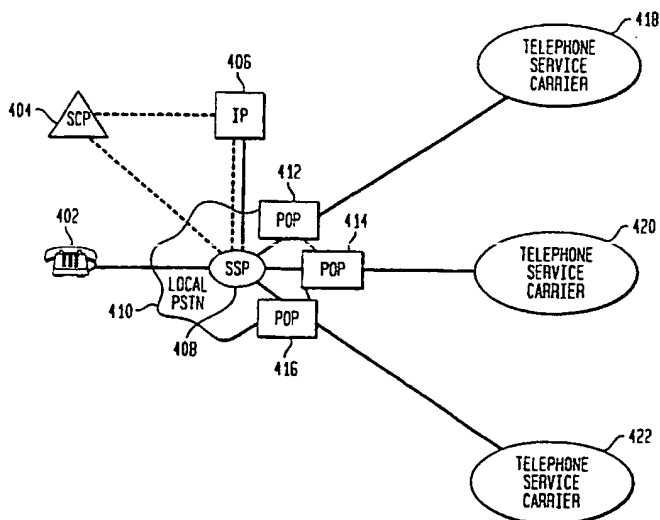 418
TELEPHONE
SERVICE
CARRIER
406
404
SCP
IP
412
POP
402
414
420
SSP
POP
TELEPHONE
SERVICE
CARRIER
LOCAL
PSTN
410
408
POP
416
422
TELEPHONE
SERVICE
CARRIER